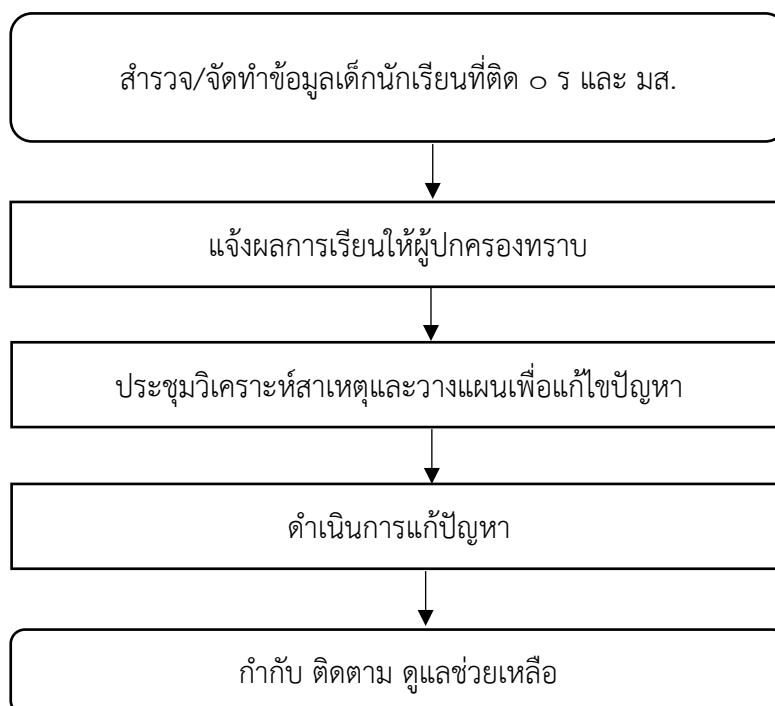 สำรวจ/จัดทำข้อมูลเด็กนักเรียนที่ติด ๐ ร และ มส.
แจ้งผลการเรียนให้ผู้ปกครองทราบ
ประชุมวิเคราะห์สาเหตุและวางแผนเพื่อแก้ไขปัญหา
ดำเนินการแก้ปัญหา
กำกับ ติดตาม ดูแลช่วยเหลือ